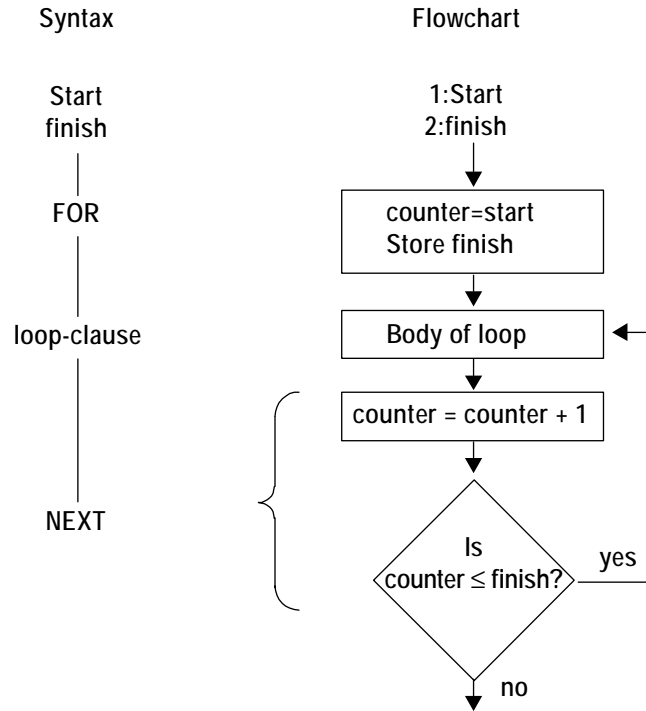 Syntax
Flowchart
Start
finish
1:Start
2:finish
FOR
counter=start
Store finish
loop-clause
Body of loop
counter = counter + 1
NEXT
Is
counter ≤ finish?
yes
no